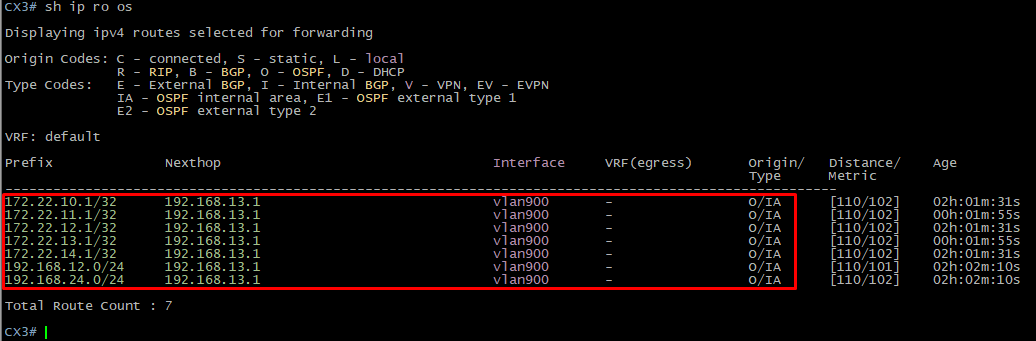 CX3# sh ip ro os
Displaying ipv4 routes selected for forwarding
Origin Codes: C - connected, S - static, L - local
R - RIP, B - BGP, O - OSPF, D - DHCP
Type Codes: E - External BGP, I - Internal BGP, V - VPN, EV - EVPN
IA - OSPF internal area, E1 - OSPF external type 1
E2 - OSPF external type 2
VRF: default
Prefix Nexthop Interface VRF(egress) Origin/ Distance/ Age
Type Metric
---------------------------------------------------------------------------------------------------------
172.22.10.1/32 192.168.13.1 vlan900 - O/IA [110/102] 02h:01m:31s
172.22.11.1/32 192.168.13.1 vlan900 - O/IA [110/102] 00h:01m:55s
172.22.12.1/32 192.168.13.1 vlan900 - O/IA [110/102] 02h:01m:31s
172.22.13.1/32 192.168.13.1 vlan900 - O/IA [110/102] 00h:01m:55s
172.22.14.1/32 192.168.13.1 vlan900 - O/IA [110/102] 02h:01m:31s
192.168.12.0/24 192.168.13.1 vlan900 - O/IA [110/101] 02h:02m:10s
192.168.24.0/24 192.168.13.1 vlan900 - O/IA [110/102] 02h:02m:10s
Total Route Count : 7
CX3#